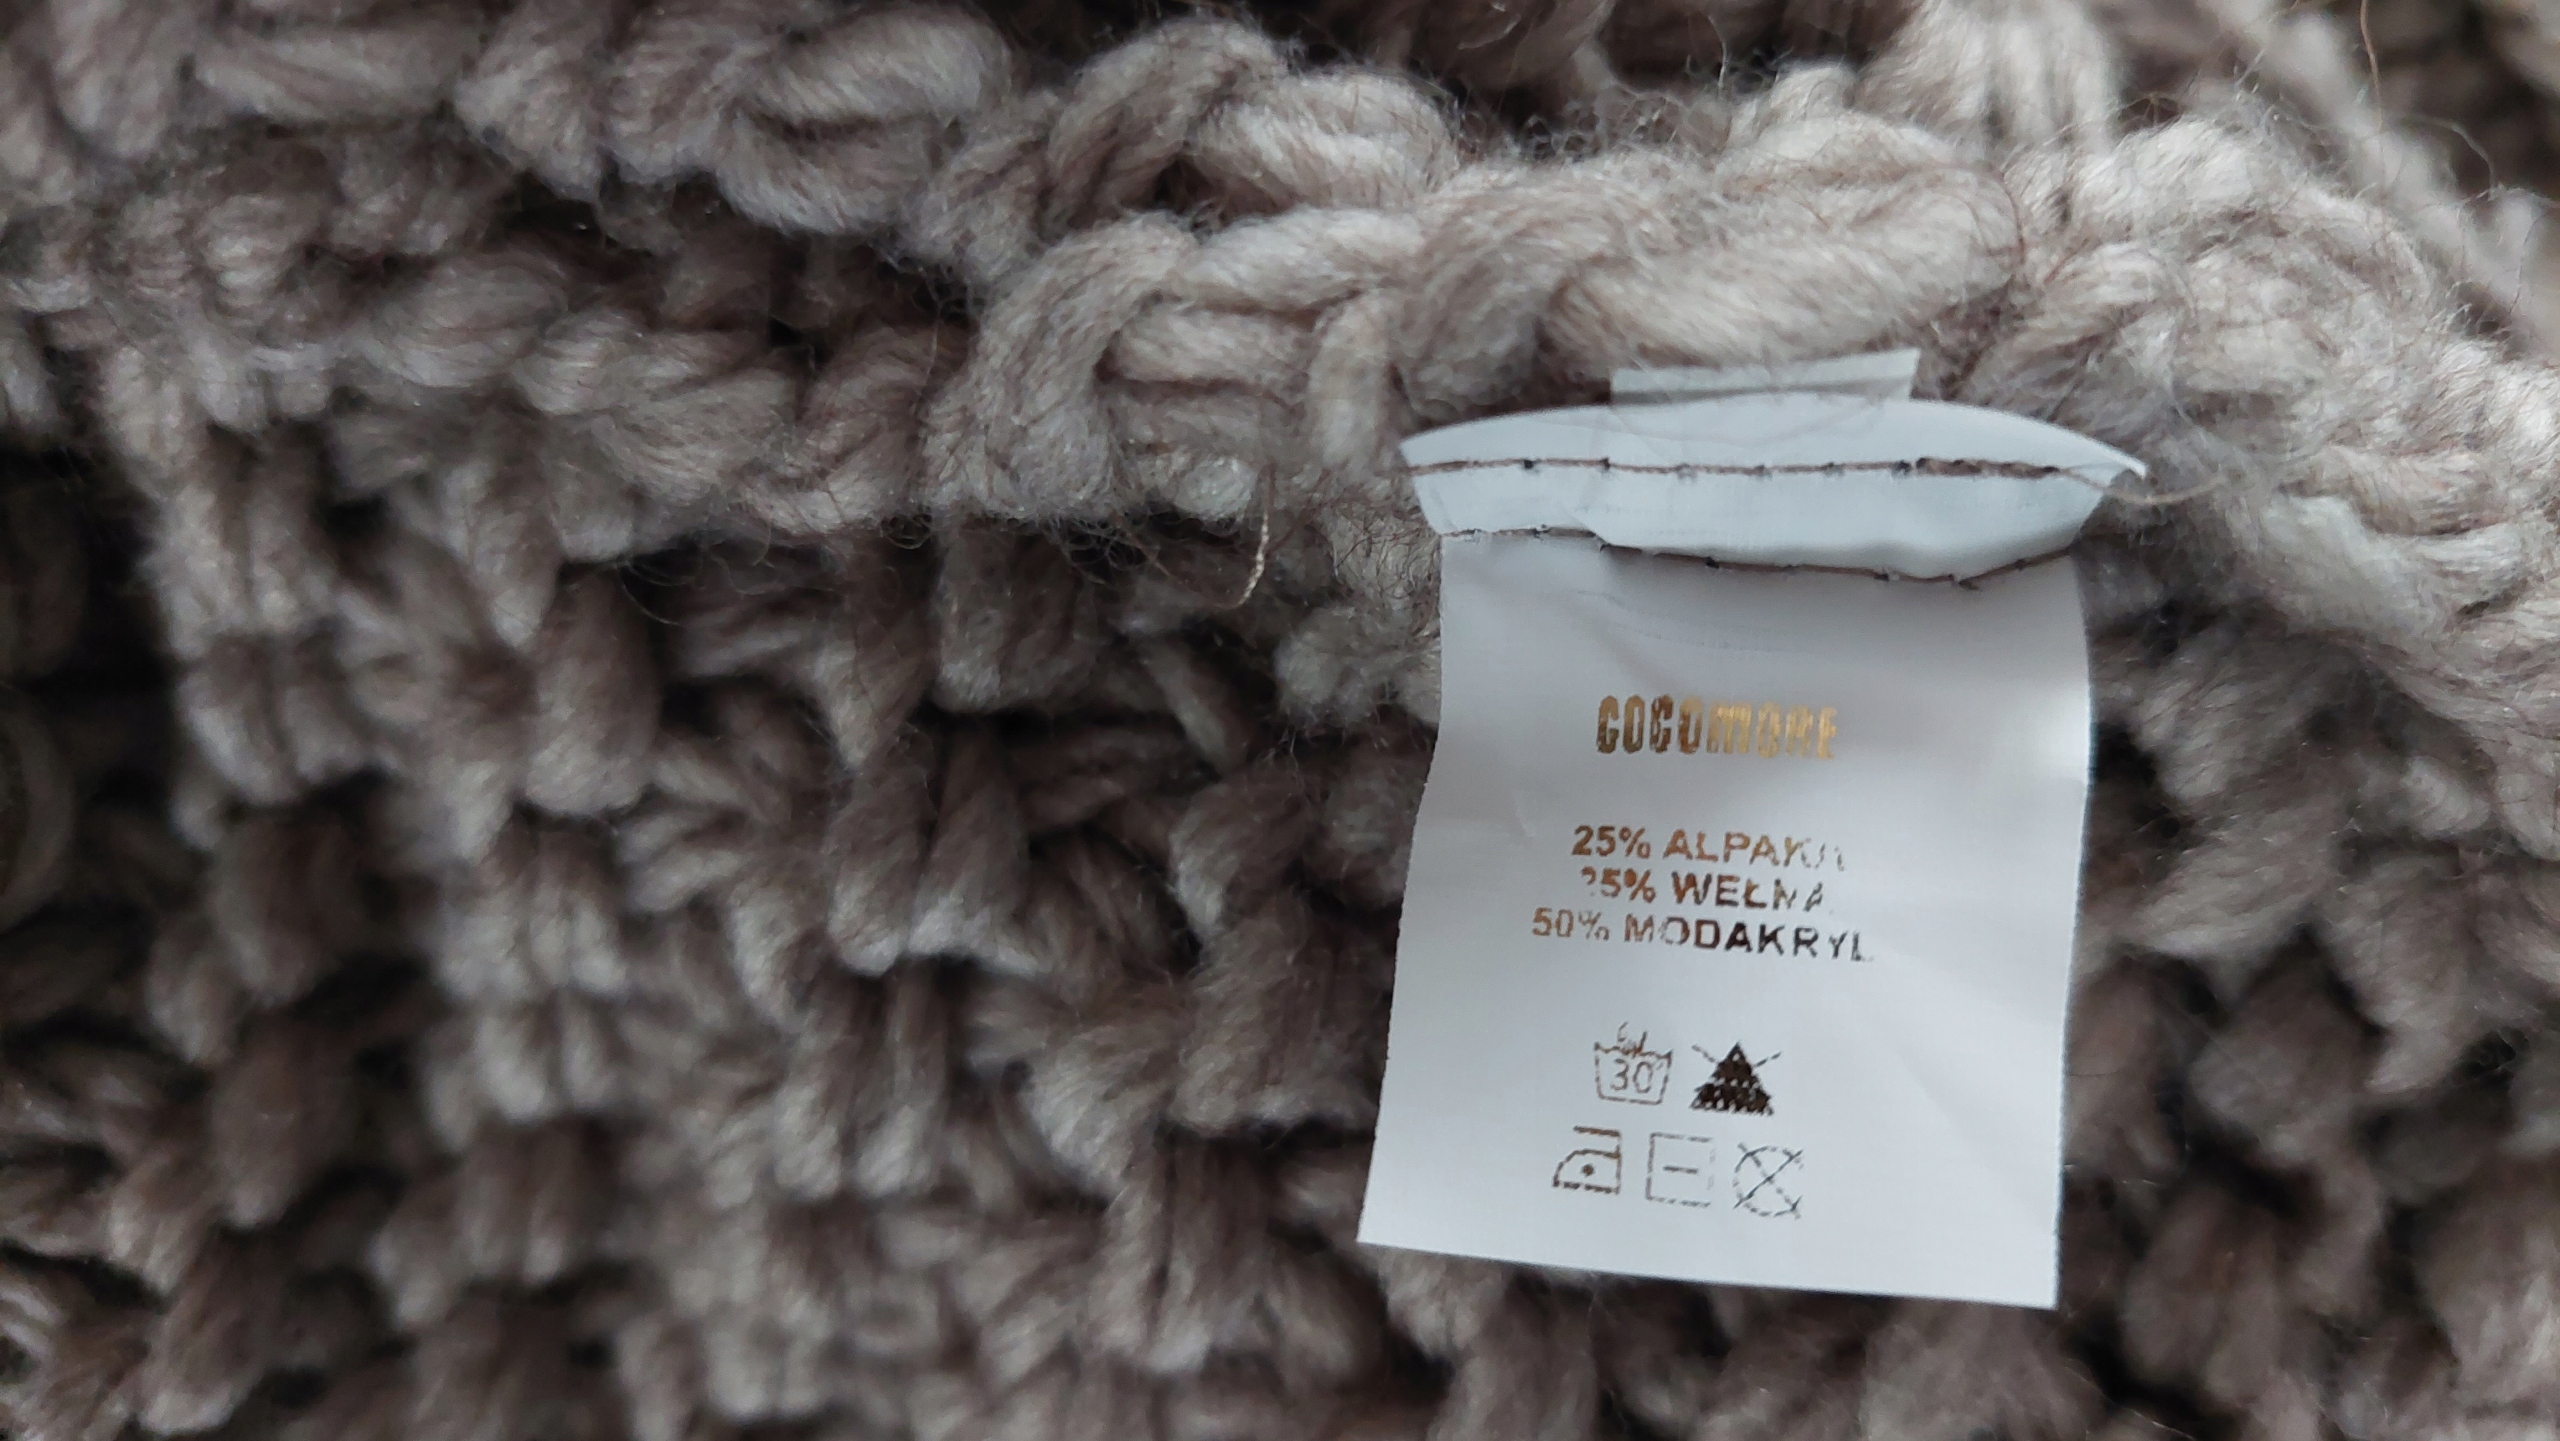 COCOMORE
25% ALPAKA
25% WEŁNA
50% MODAKRYL
30